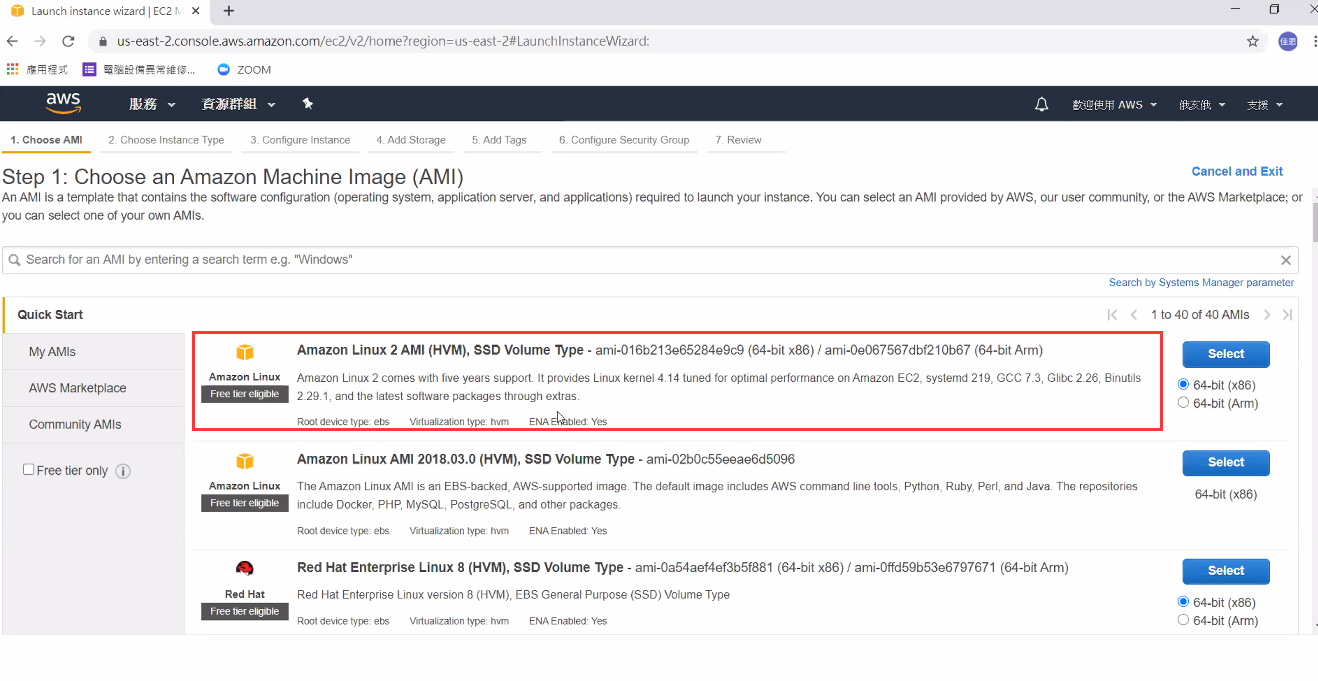 Launch instance wizard | EC2 M
us-east-2.console.aws.amazon.com/ec2/v2/home?region=us-east-2#LaunchInstanceWizard:
佳恩
應用程式 電腦設備異常維修... ZOOM
aws 服務 資源群組 歡迎使用 AWS 俄亥俄 支援
1. Choose AMI 2. Choose Instance Type 3. Configure Instance 4. Add Storage 5. Add Tags 6. Configure Security Group 7. Review
Step 1: Choose an Amazon Machine Image (AMI)
Cancel and Exit
An AMI is a template that contains the software configuration (operating system, application server, and applications) required to launch your instance. You can select an AMI provided by AWS, our user community, or the AWS Marketplace; or
you can select one of your own AMIs.
Search for an AMI by entering a search term e.g. "Windows"
Search by Systems Manager parameter
Quick Start
1 to 40 of 40 AMIs
My AMIs
AWS Marketplace
Community AMIs
Free tier only
Amazon Linux
Free tier eligible
Amazon Linux 2 AMI (HVM), SSD Volume Type - ami-016b213e65284e9c9 (64-bit x86) / ami-0e067567dbf210b67 (64-bit Arm)
Amazon Linux 2 comes with five years support. It provides Linux kernel 4.14 tuned for optimal performance on Amazon EC2, systemd 219, GCC 7.3, Glibc 2.26, Binutils
2.29.1, and the latest software packages through extras.
Root device type: ebs Virtualization type: hvm ENA Enabled: Yes
Select
64-bit (x86)
64-bit (Arm)
Amazon Linux
Free tier eligible
Amazon Linux AMI 2018.03.0 (HVM), SSD Volume Type - ami-02b0c55eeae6d5096
The Amazon Linux AMI is an EBS-backed, AWS-supported image. The default image includes AWS command line tools, Python, Ruby, Perl, and Java. The repositories
include Docker, PHP, MySQL, PostgreSQL, and other packages.
Root device type: ebs Virtualization type: hvm ENA Enabled: Yes
Select
64-bit (x86)
Red Hat
Free tier eligible
Red Hat Enterprise Linux 8 (HVM), SSD Volume Type - ami-0a54aef4ef3b5f881 (64-bit x86) / ami-0ffd59b53e6797671 (64-bit Arm)
Red Hat Enterprise Linux version 8 (HVM), EBS General Purpose (SSD) Volume Type
Root device type: ebs Virtualization type: hvm ENA Enabled: Yes
Select
64-bit (x86)
64-bit (Arm)